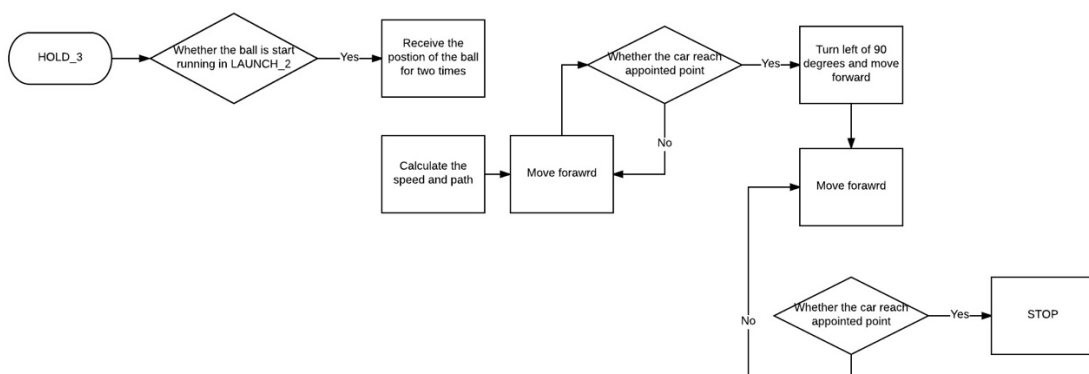 HOLD_3
Whether the ball is start
running in LAUNCH_2
Yes
Receive the
postion of the ball
for two times
Whether the car reach
appointed point
Yes
Turn left of 90
degrees and move
forward
No
Calculate the
speed and path
Move forawrd
Move forawrd
Whether the car reach
appointed point
No
Yes
STOP